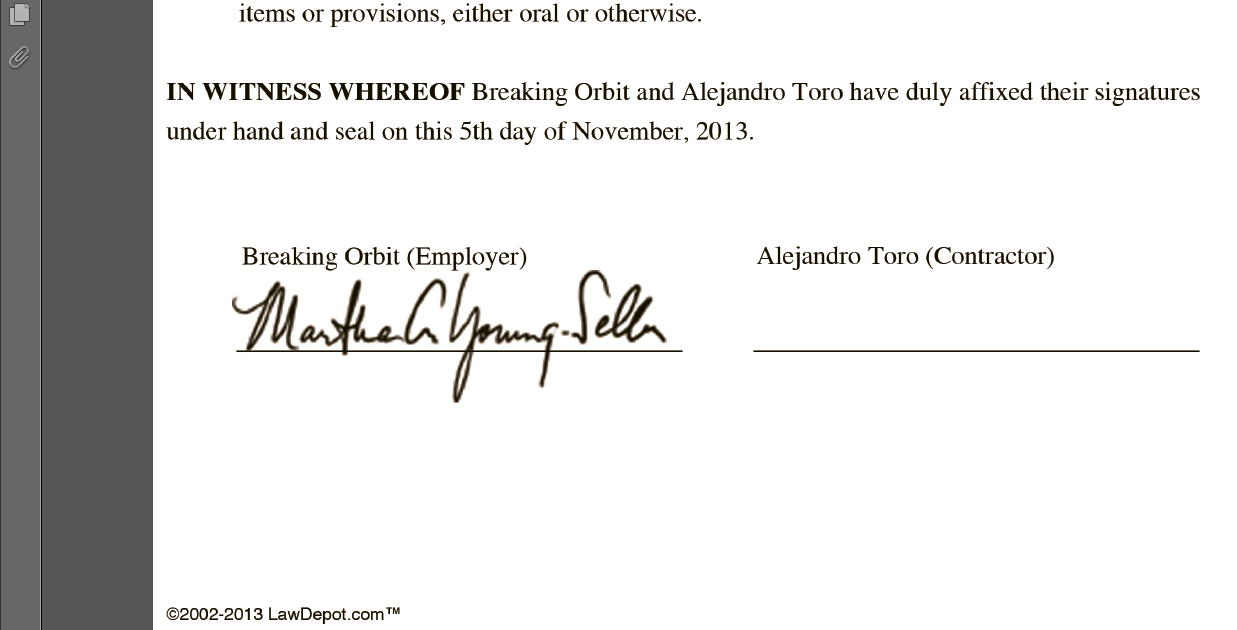 items or provisions, either oral or otherwise.
IN WITNESS WHEREOF Breaking Orbit and Alejandro Toro have duly affixed their signatures
under hand and seal on this 5th day of November, 2013.
Breaking Orbit (Employer)
Alejandro Toro (Contractor)
Martha Young-
©2002-2013 LawDepot.com™